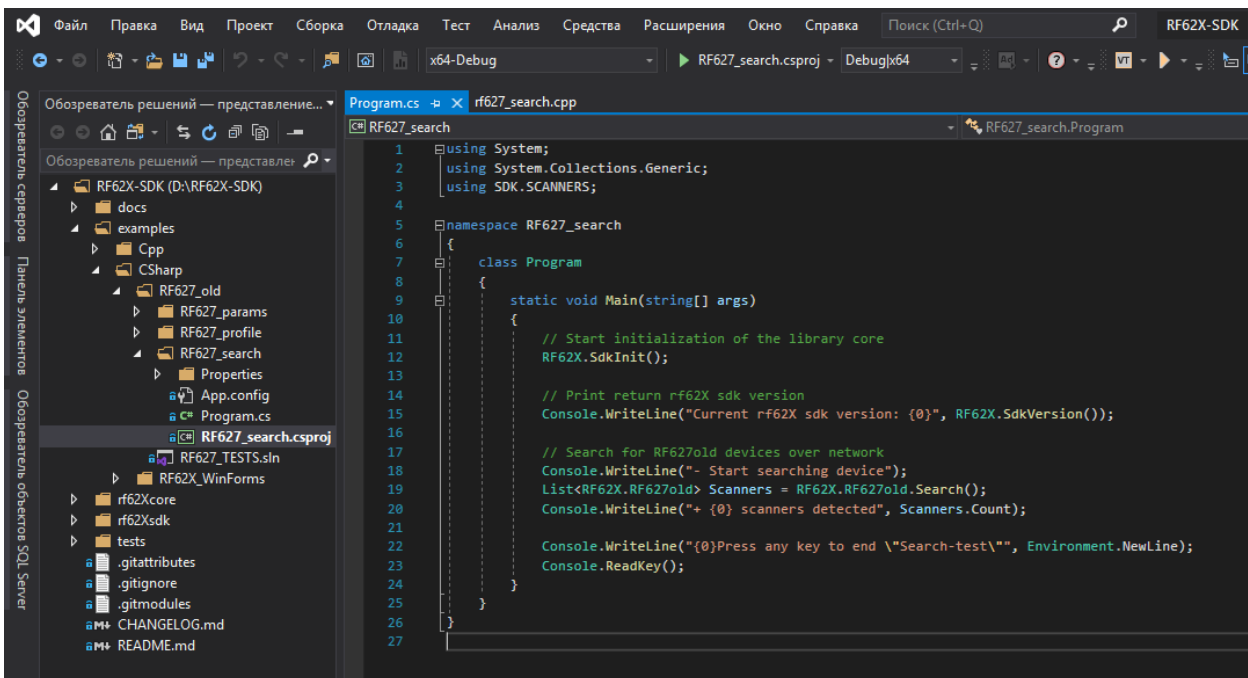 Файл Правка Вид Проект Сборка Отладка Тест Анализ Средства Расширения Окно Справка Поиск (Ctrl+Q) RF62X-SDK
x64-Debug RF627_search.csproj Debug|x64
Обозреватель серверов
Панель элементов
Обозреватель объектов SQL Server
Обозреватель решений — представление...
Обозреватель решений — представлен
RF62X-SDK (D:\RF62X-SDK)
docs
examples
Cpp
CSharp
RF627_old
RF627_params
RF627_profile
RF627_search
Properties
App.config
C# Program.cs
C# RF627_search.csproj
RF627_TESTS.sln
RF62X_WinForms
rf62Xcore
rf62Xsdk
tests
.gitattributes
.gitignore
.gitmodules
M+ CHANGELOG.md
M+ README.md
Program.cs rf627_search.cpp
C# RF627_search RF627_search.Program
1 using System;
2 using System.Collections.Generic;
3 using SDK.SCANNERS;
4
5 namespace RF627_search
6 {
7 class Program
8 {
9 static void Main(string[] args)
10 {
11 // Start initialization of the library core
12 RF62X.SdkInit();
13
14 // Print return rf62X sdk version
15 Console.WriteLine("Current rf62X sdk version: {0}", RF62X.SdkVersion());
16
17 // Search for RF627old devices over network
18 Console.WriteLine("- Start searching device");
19 List<RF62X.RF627old> Scanners = RF62X.RF627old.Search();
20 Console.WriteLine("+ {0} scanners detected", Scanners.Count);
21
22 Console.WriteLine("{0}Press any key to end \"Search-test\"", Environment.NewLine);
23 Console.ReadKey();
24 }
25 }
26 }
27